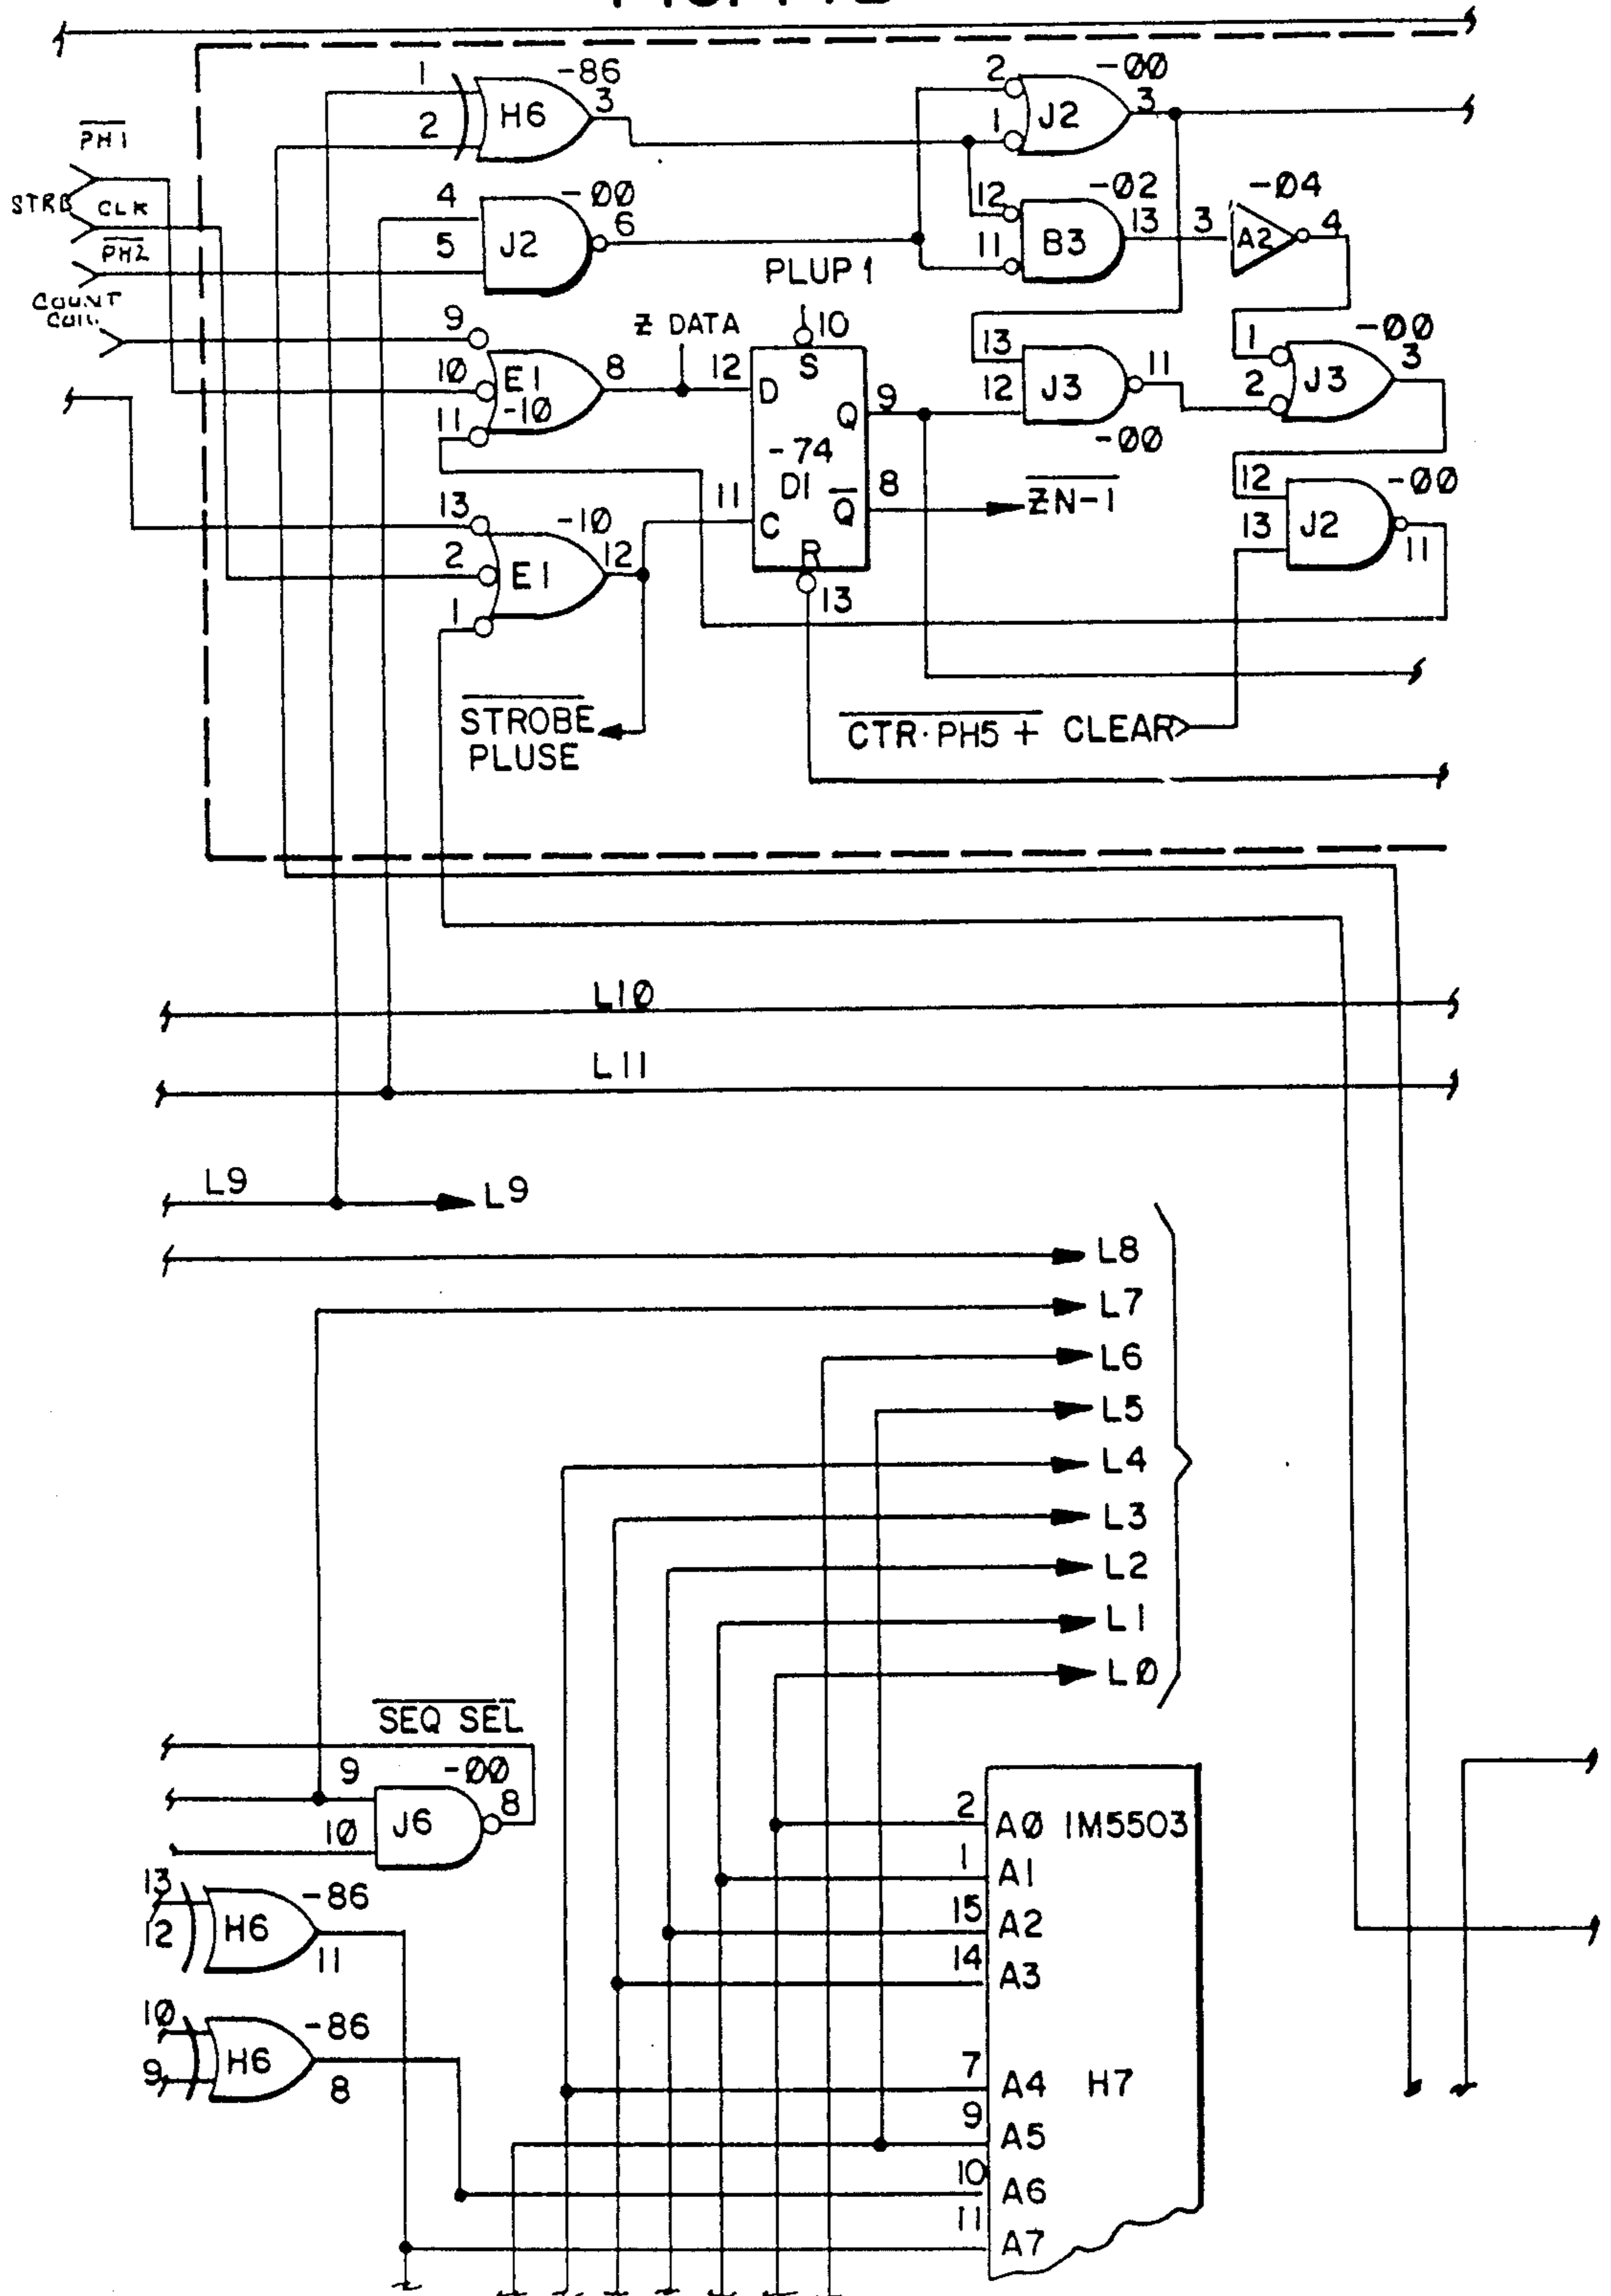 1 -86
2 H6 3
2 -00
1 J2 3
PH1
STRB CLK
PH2
COUNT
4 -00
5 J2 6
12 -02
11 B3 13
3 -04
A2 4
PLUP 1
9
10 E1 8
11 -10
Z DATA
12 D S 10
Q 9
-74
D1
11 C Q 8
R
13
ZN-1
13
12 J3 11
-00
1 -00
2 J3 3
12 -00
13 J2
11
13 -10
2 E1 12
1
STROBE
PLUSE
CTR·PH5 + CLEAR
L10
L11
L9 L9
L8
L7
L6
L5
L4
L3
L2
L1
LØ
SEQ SEL
9 -00
10 J6 8
13 -86
12 H6
11
10 -86
9 H6
8
2 AØ IM5503
1 A1
15 A2
14 A3
7 A4 H7
9 A5
10 A6
11 A7